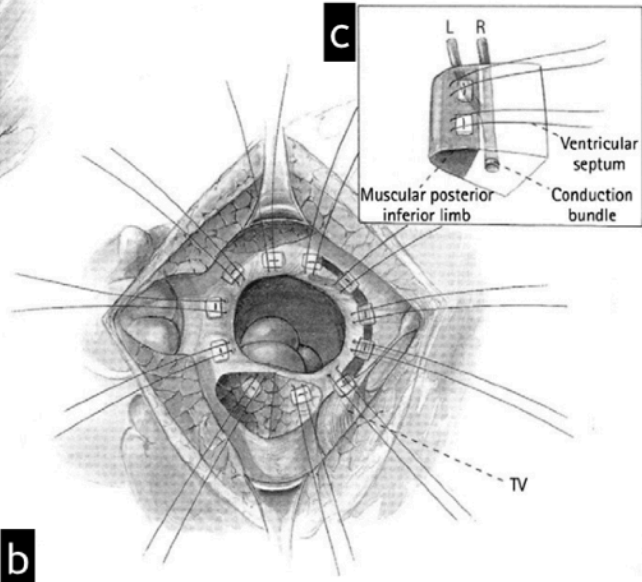 c
L R
Ventricular
septum
Muscular posterior
inferior limb
Conduction
bundle
TV
b